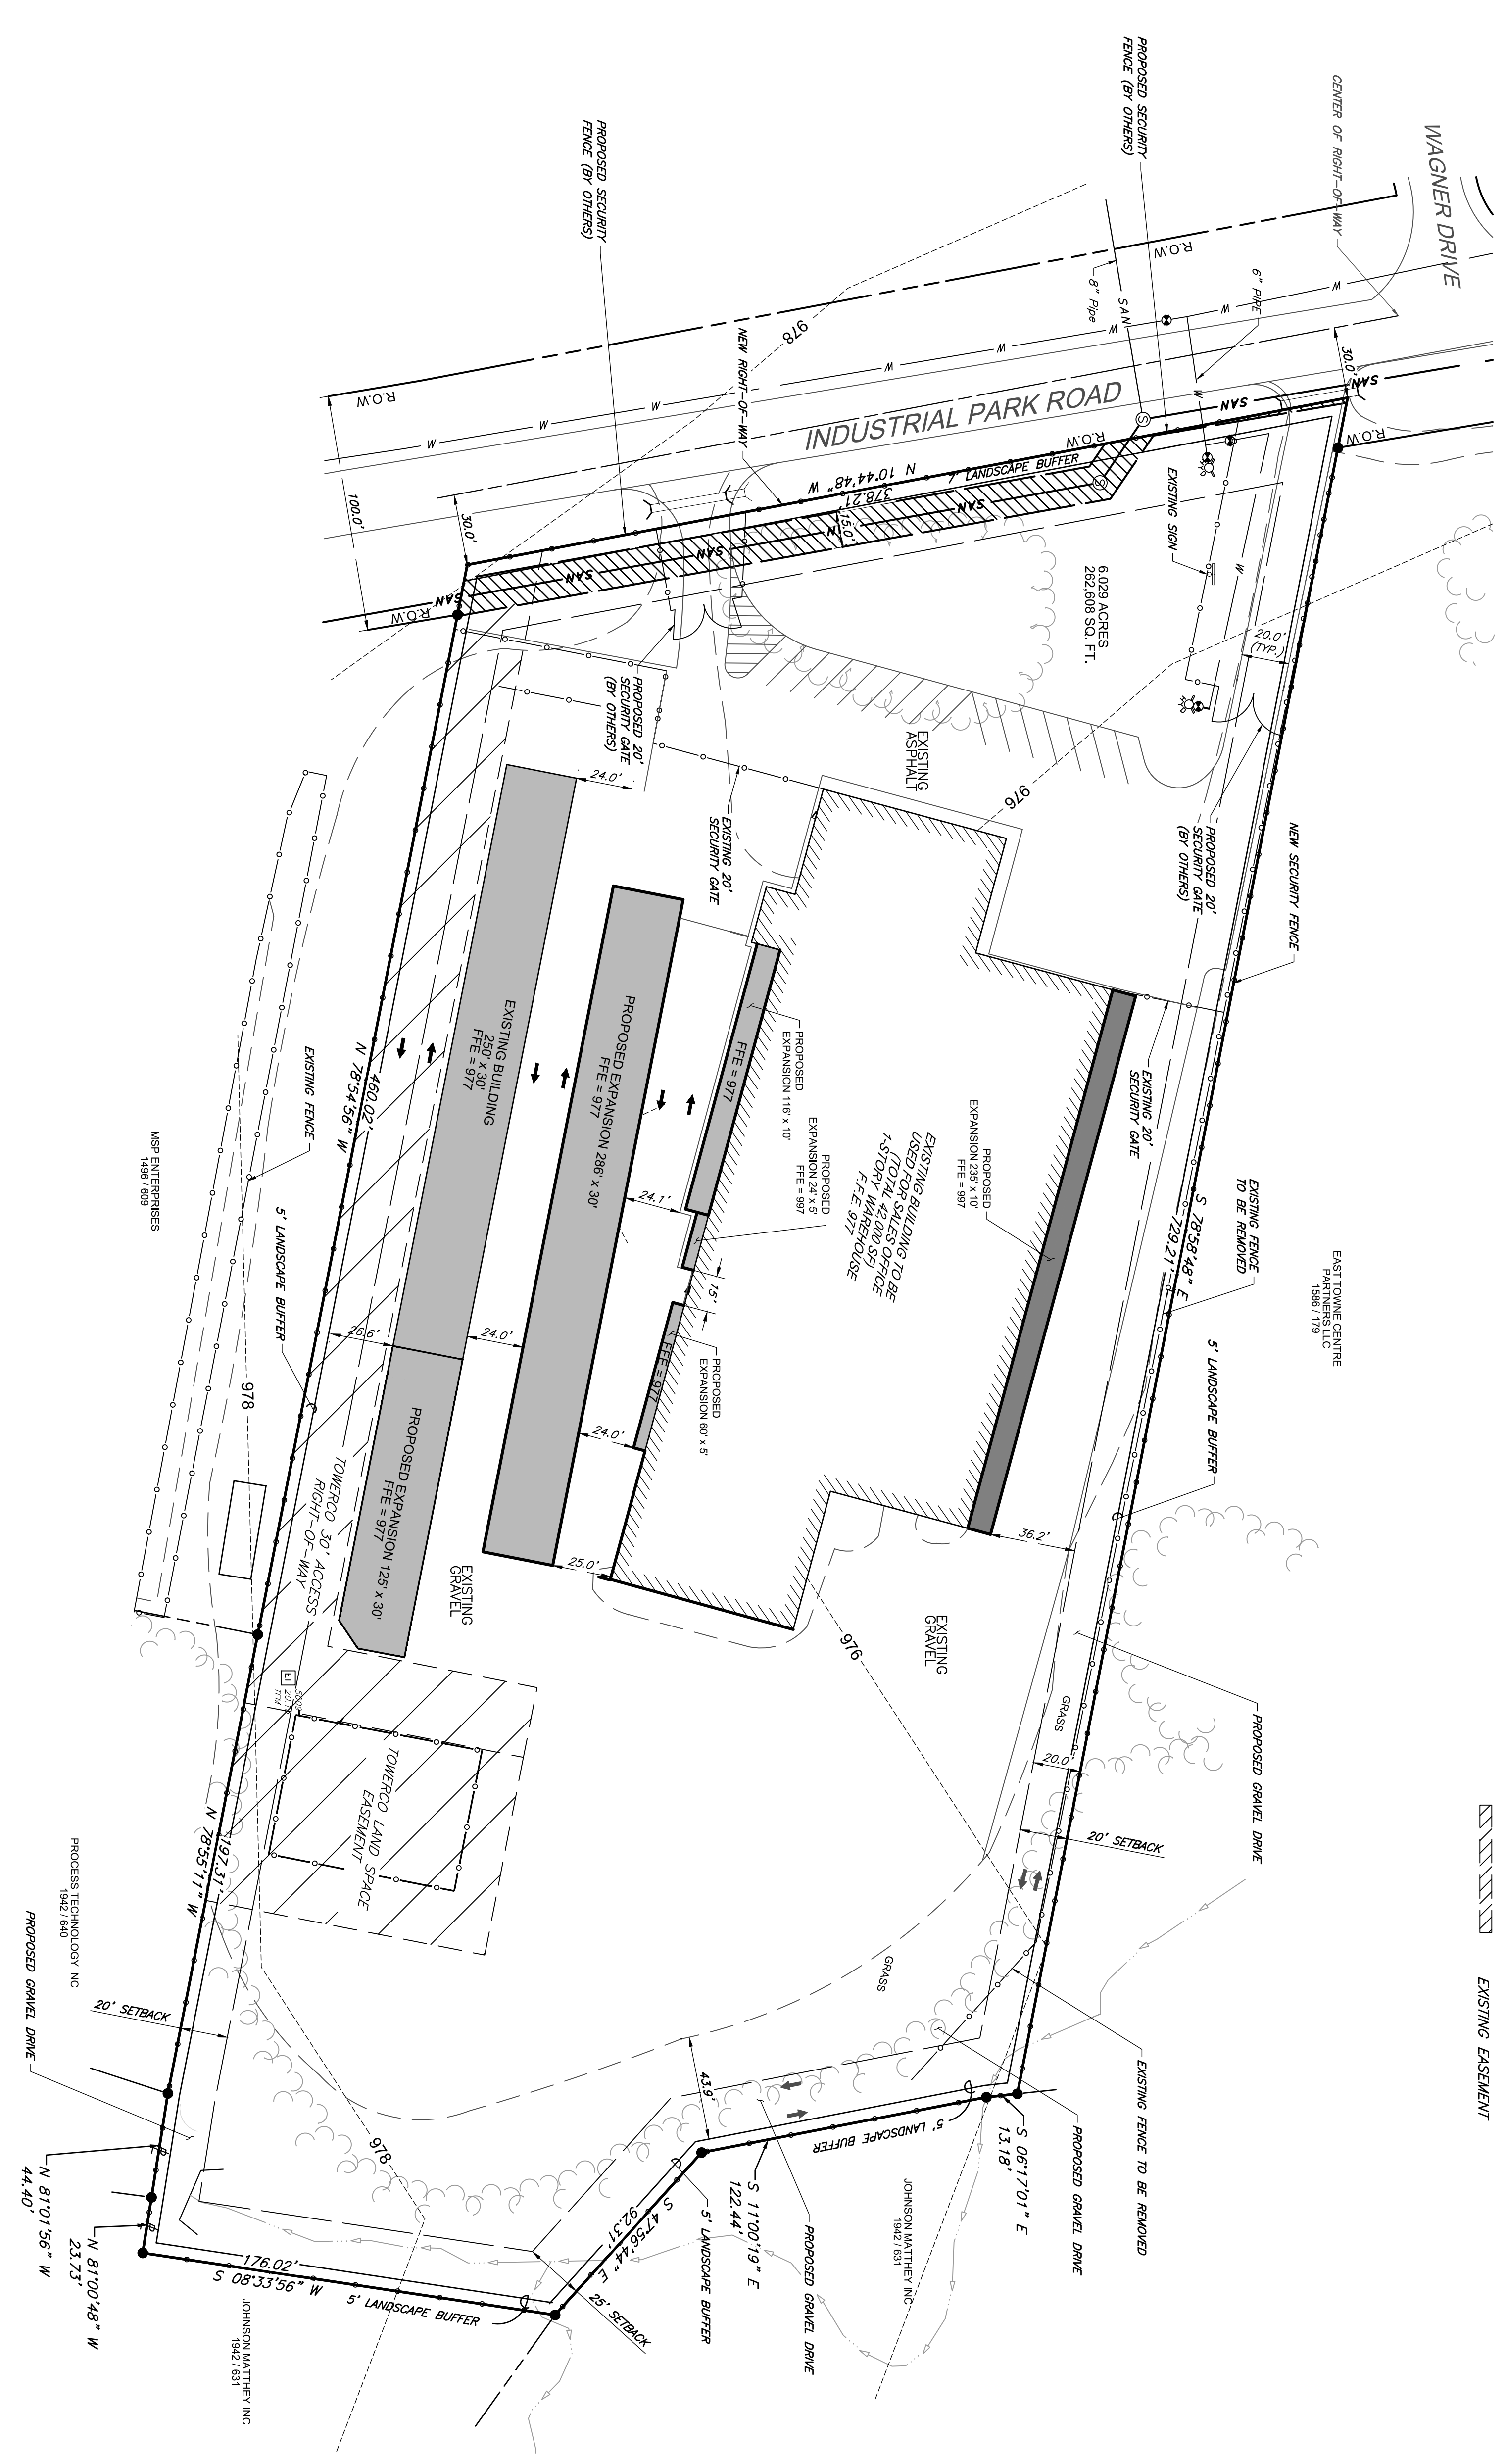 WAGNER DRIVE
CENTER OF RIGHT-OF-WAY
PROPOSED SECURITY
FENCE (BY OTHERS)
PROPOSED SECURITY
FENCE (BY OTHERS)
R.O.W
R.O.W
R.O.W
R.O.W
R.O.W
6" PIPE
8" Pipe
SAN
978
W
W
W
W
W
W
W
W
W
30.0'
NEW RIGHT-OF-WAY
INDUSTRIAL PARK ROAD
SAN
SAN
SAN
SAN
SAN
SAN
S
S
7' LANDSCAPE BUFFER
N 10°44'48" W
378.21'
15.0'
100.0'
30.0'
EXISTING SIGN
6.029 ACRES
262,608 SQ. FT.
20.0'
(TYP.)
PROPOSED 20'
SECURITY GATE
(BY OTHERS)
EXISTING
ASPHALT
976
24.0'
EXISTING 20'
SECURITY GATE
PROPOSED 20'
SECURITY GATE
(BY OTHERS)
NEW SECURITY FENCE
EXISTING BUILDING
250' x 30'
FFE = 977
PROPOSED EXPANSION 286' x 30'
FFE = 977
FFE = 977
PROPOSED
EXPANSION 116' x 10'
PROPOSED
EXPANSION 24' x 5'
FFE = 997
EXISTING BUILDING TO BE
USED FOR SALES OFFICE
(TOTAL 42,000 SF)
1-STORY WAREHOUSE
F.F.E. 977
PROPOSED
EXPANSION 235' x 10'
FFE = 997
EXISTING 20'
SECURITY GATE
S 78°58'48" E
729.21'
EXISTING FENCE
TO BE REMOVED
EAST TOWNE CENTRE
PARTNERS LLC
1586 / 179
5' LANDSCAPE BUFFER
N 78°54'56" W
460.02'
EXISTING FENCE
MSP ENTERPRISES
1496 / 609
5' LANDSCAPE BUFFER
978
26.6'
24.0'
24.1'
15'
24.0'
25.0'
FFE = 977
PROPOSED
EXPANSION 60' x 5'
36.2'
PROPOSED EXPANSION 125' x 30'
FFE = 977
TOWERCO 30' ACCESS
RIGHT-OF-WAY
EXISTING
GRAVEL
EXISTING
GRAVEL
976
GRASS
20.0'
PROPOSED GRAVEL DRIVE
20' SETBACK
ET
TOWERCO LAND SPACE
EASEMENT
197.31'
N 78°55'11" W
PROCESS TECHNOLOGY INC
1942 / 640
PROPOSED GRAVEL DRIVE
20' SETBACK
GRASS
43.9'
978
EXISTING FENCE TO BE REMOVED
PROPOSED GRAVEL DRIVE
S 06°17'01" E
13.18'
5' LANDSCAPE BUFFER
JOHNSON MATTHEY INC
1942 / 631
S 11°00'19" E
122.44'
PROPOSED GRAVEL DRIVE
5' LANDSCAPE BUFFER
S 47°56'44" E
92.31'
25' SETBACK
176.02'
S 08°33'56" W
5' LANDSCAPE BUFFER
JOHNSON MATTHEY INC
1942 / 631
N 81°00'48" W
23.73'
N 81°01'56" W
44.40'
EXISTING EASEMENT